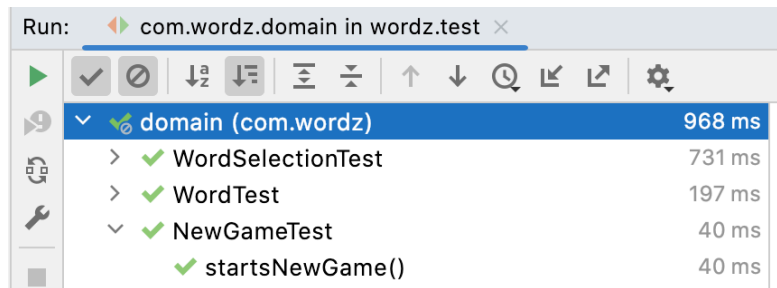 Run: com.wordz.domain in wordz.test
domain (com.wordz) 968 ms
WordSelectionTest 731 ms
WordTest 197 ms
NewGameTest 40 ms
startsNewGame() 40 ms